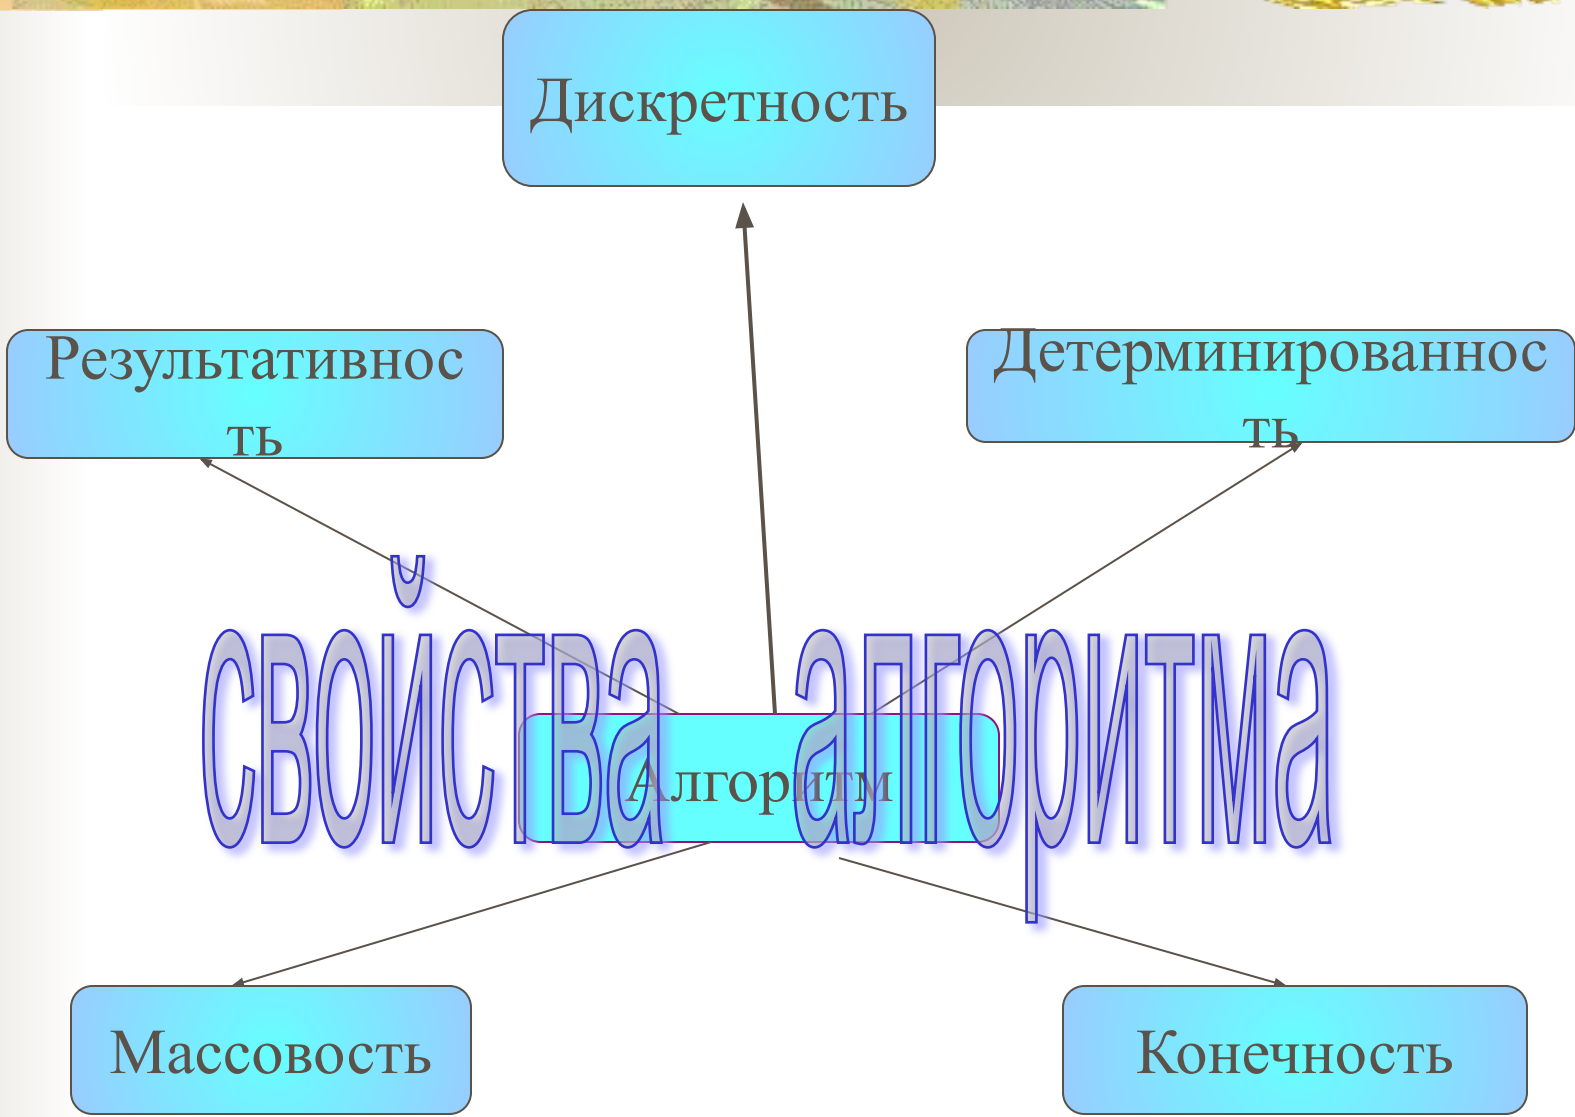 Дискретность
Результативнос
ть
Детерминированнос
ть
свойства алгоритма
Алгоритм
Массовость
Конечность